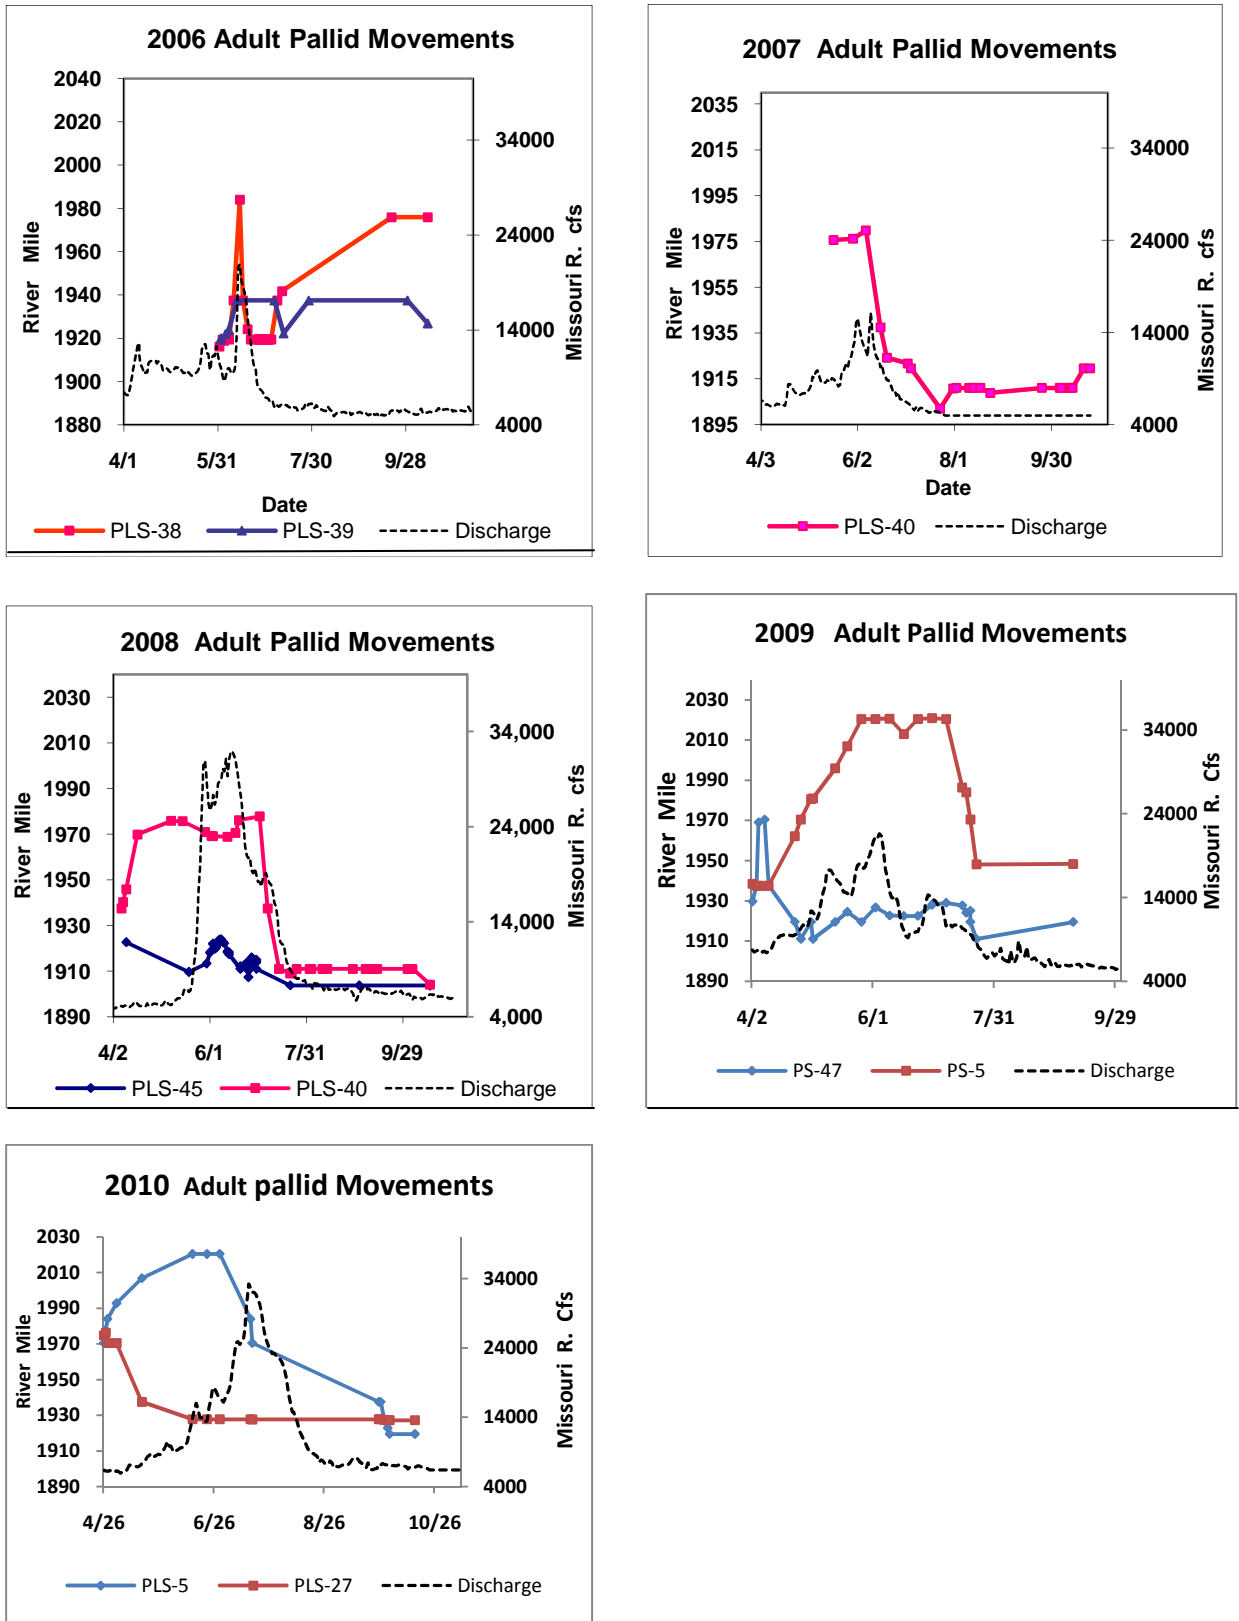 2006 Adult Pallid Movements
2040
2020
2000
1980
1960
1940
1920
1900
1880
River Mile
34000
24000
14000
4000
Missouri R. cfs
4/1 5/31 7/30 9/28
Date
PLS-38 PLS-39 Discharge
2007 Adult Pallid Movements
2035
2015
1995
1975
1955
1935
1915
1895
River Mile
34000
24000
14000
4000
Missouri R. cfs
4/3 6/2 8/1 9/30
Date
PLS-40 Discharge
2008 Adult Pallid Movements
2030
2010
1990
1970
1950
1930
1910
1890
River Mile
34,000
24,000
14,000
4,000
Missouri R. cfs
4/2 6/1 7/31 9/29
PLS-45 PLS-40 Discharge
2009 Adult Pallid Movements
2030
2010
1990
1970
1950
1930
1910
1890
River Mile
34000
24000
14000
4000
Missouri R. Cfs
4/2 6/1 7/31 9/29
PS-47 PS-5 Discharge
2010 Adult pallid Movements
2030
2010
1990
1970
1950
1930
1910
1890
River Mile
34000
24000
14000
4000
Missouri R. Cfs
4/26 6/26 8/26 10/26
PLS-5 PLS-27 Discharge